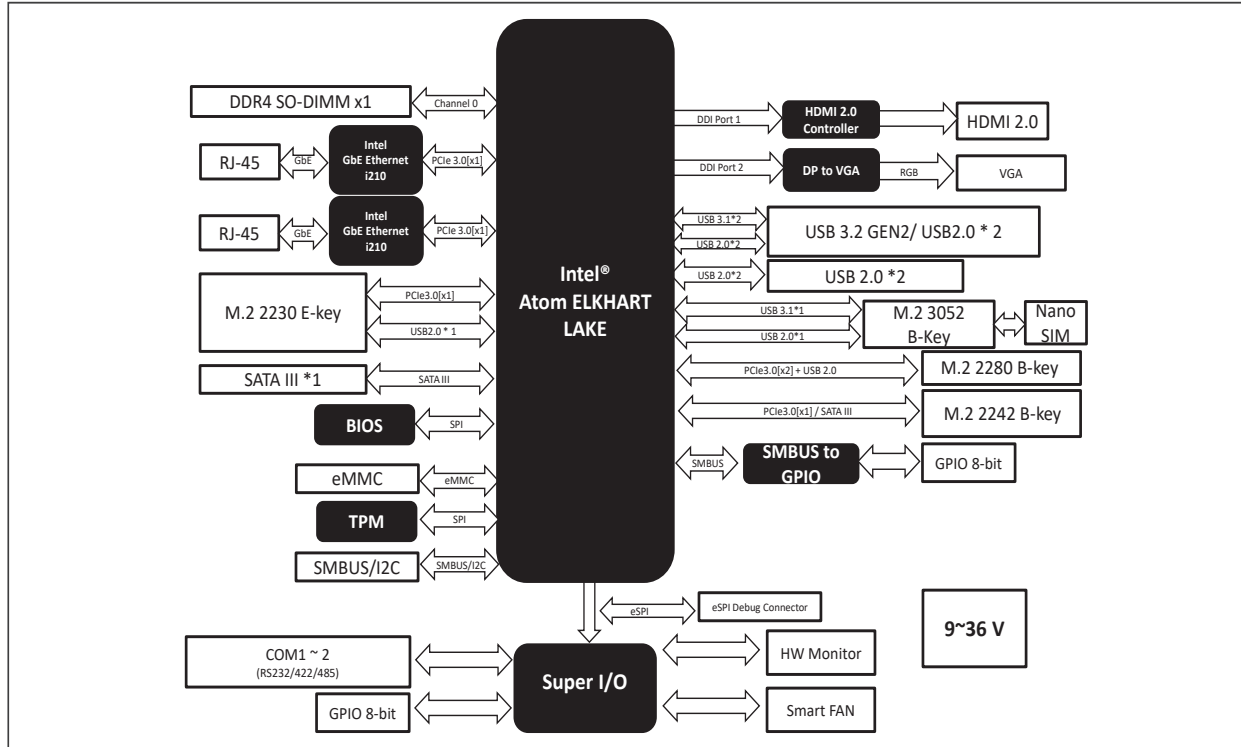 DDR4 SO-DIMM x1
Channel 0
RJ-45
GbE
Intel
GbE Ethernet
i210
PCIe 3.0[x1]
RJ-45
GbE
Intel
GbE Ethernet
i210
PCIe 3.0[x1]
M.2 2230 E-key
PCIe3.0[x1]
USB2.0 * 1
SATA III *1
SATA III
BIOS
SPI
eMMC
eMMC
TPM
SPI
SMBUS/I2C
SMBUS/I2C
Intel®
Atom ELKHART
LAKE
DDI Port 1
HDMI 2.0
Controller
HDMI 2.0
DDI Port 2
DP to VGA
RGB
VGA
USB 3.1*2
USB 2.0*2
USB 3.2 GEN2/ USB2.0 * 2
USB 2.0*2
USB 2.0 *2
USB 3.1*1
USB 2.0*1
M.2 3052
B-Key
Nano
SIM
PCIe3.0[x2] + USB 2.0
M.2 2280 B-key
PCIe3.0[x1] / SATA III
M.2 2242 B-key
SMBUS
SMBUS to
GPIO
GPIO 8-bit
eSPI
eSPI Debug Connector
9~36 V
COM1 ~ 2
(RS232/422/485)
GPIO 8-bit
Super I/O
HW Monitor
Smart FAN